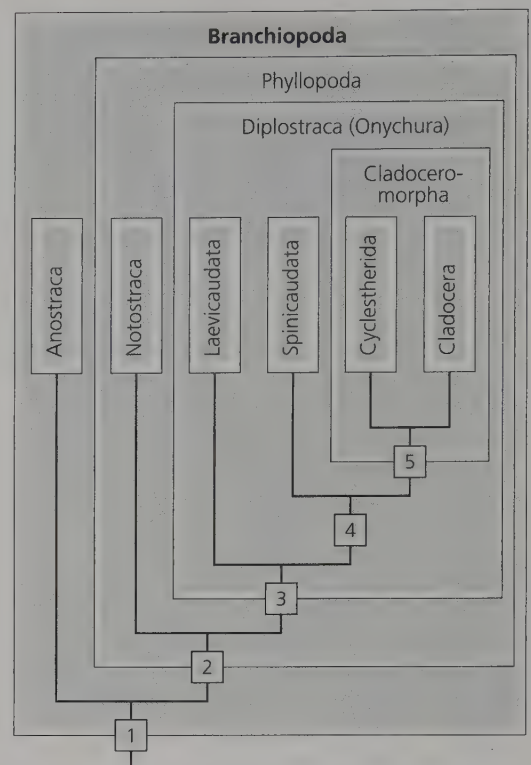 Branchiopoda
Phyllopoda
Diplostraca (Onychura)
Cladocero-
morpha
Anostraca
Notostraca
Laevicaudata
Spinicaudata
Cyclestherida
Cladocera
5
4
3
2
1